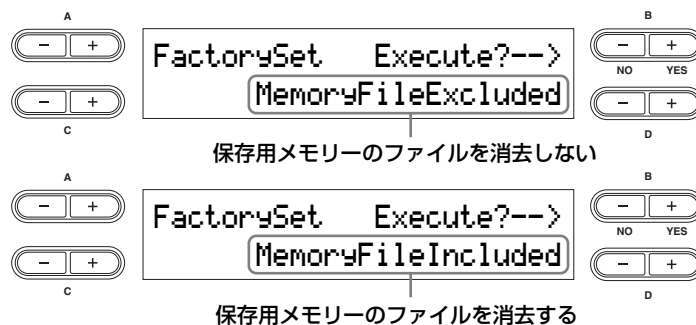 A
B
- +
FactorySet Execute?-->
- +
NO YES
- +
MemoryFileExcluded
- +
C
D
保存用メモリーのファイルを消去しない
A
B
- +
FactorySet Execute?-->
- +
NO YES
- +
MemoryFileIncluded
- +
C
D
保存用メモリーのファイルを消去する